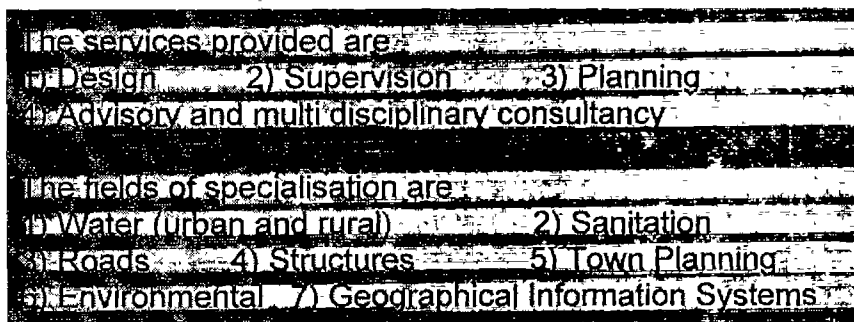 The services provided are :
1) Design 2) Supervision 3) Planning
4) Advisory and multi disciplinary consultancy
The fields of specialisation are :
1) Water (urban and rural) 2) Sanitation
3) Roads 4) Structures 5) Town Planning
6) Environmental 7) Geographical Information Systems